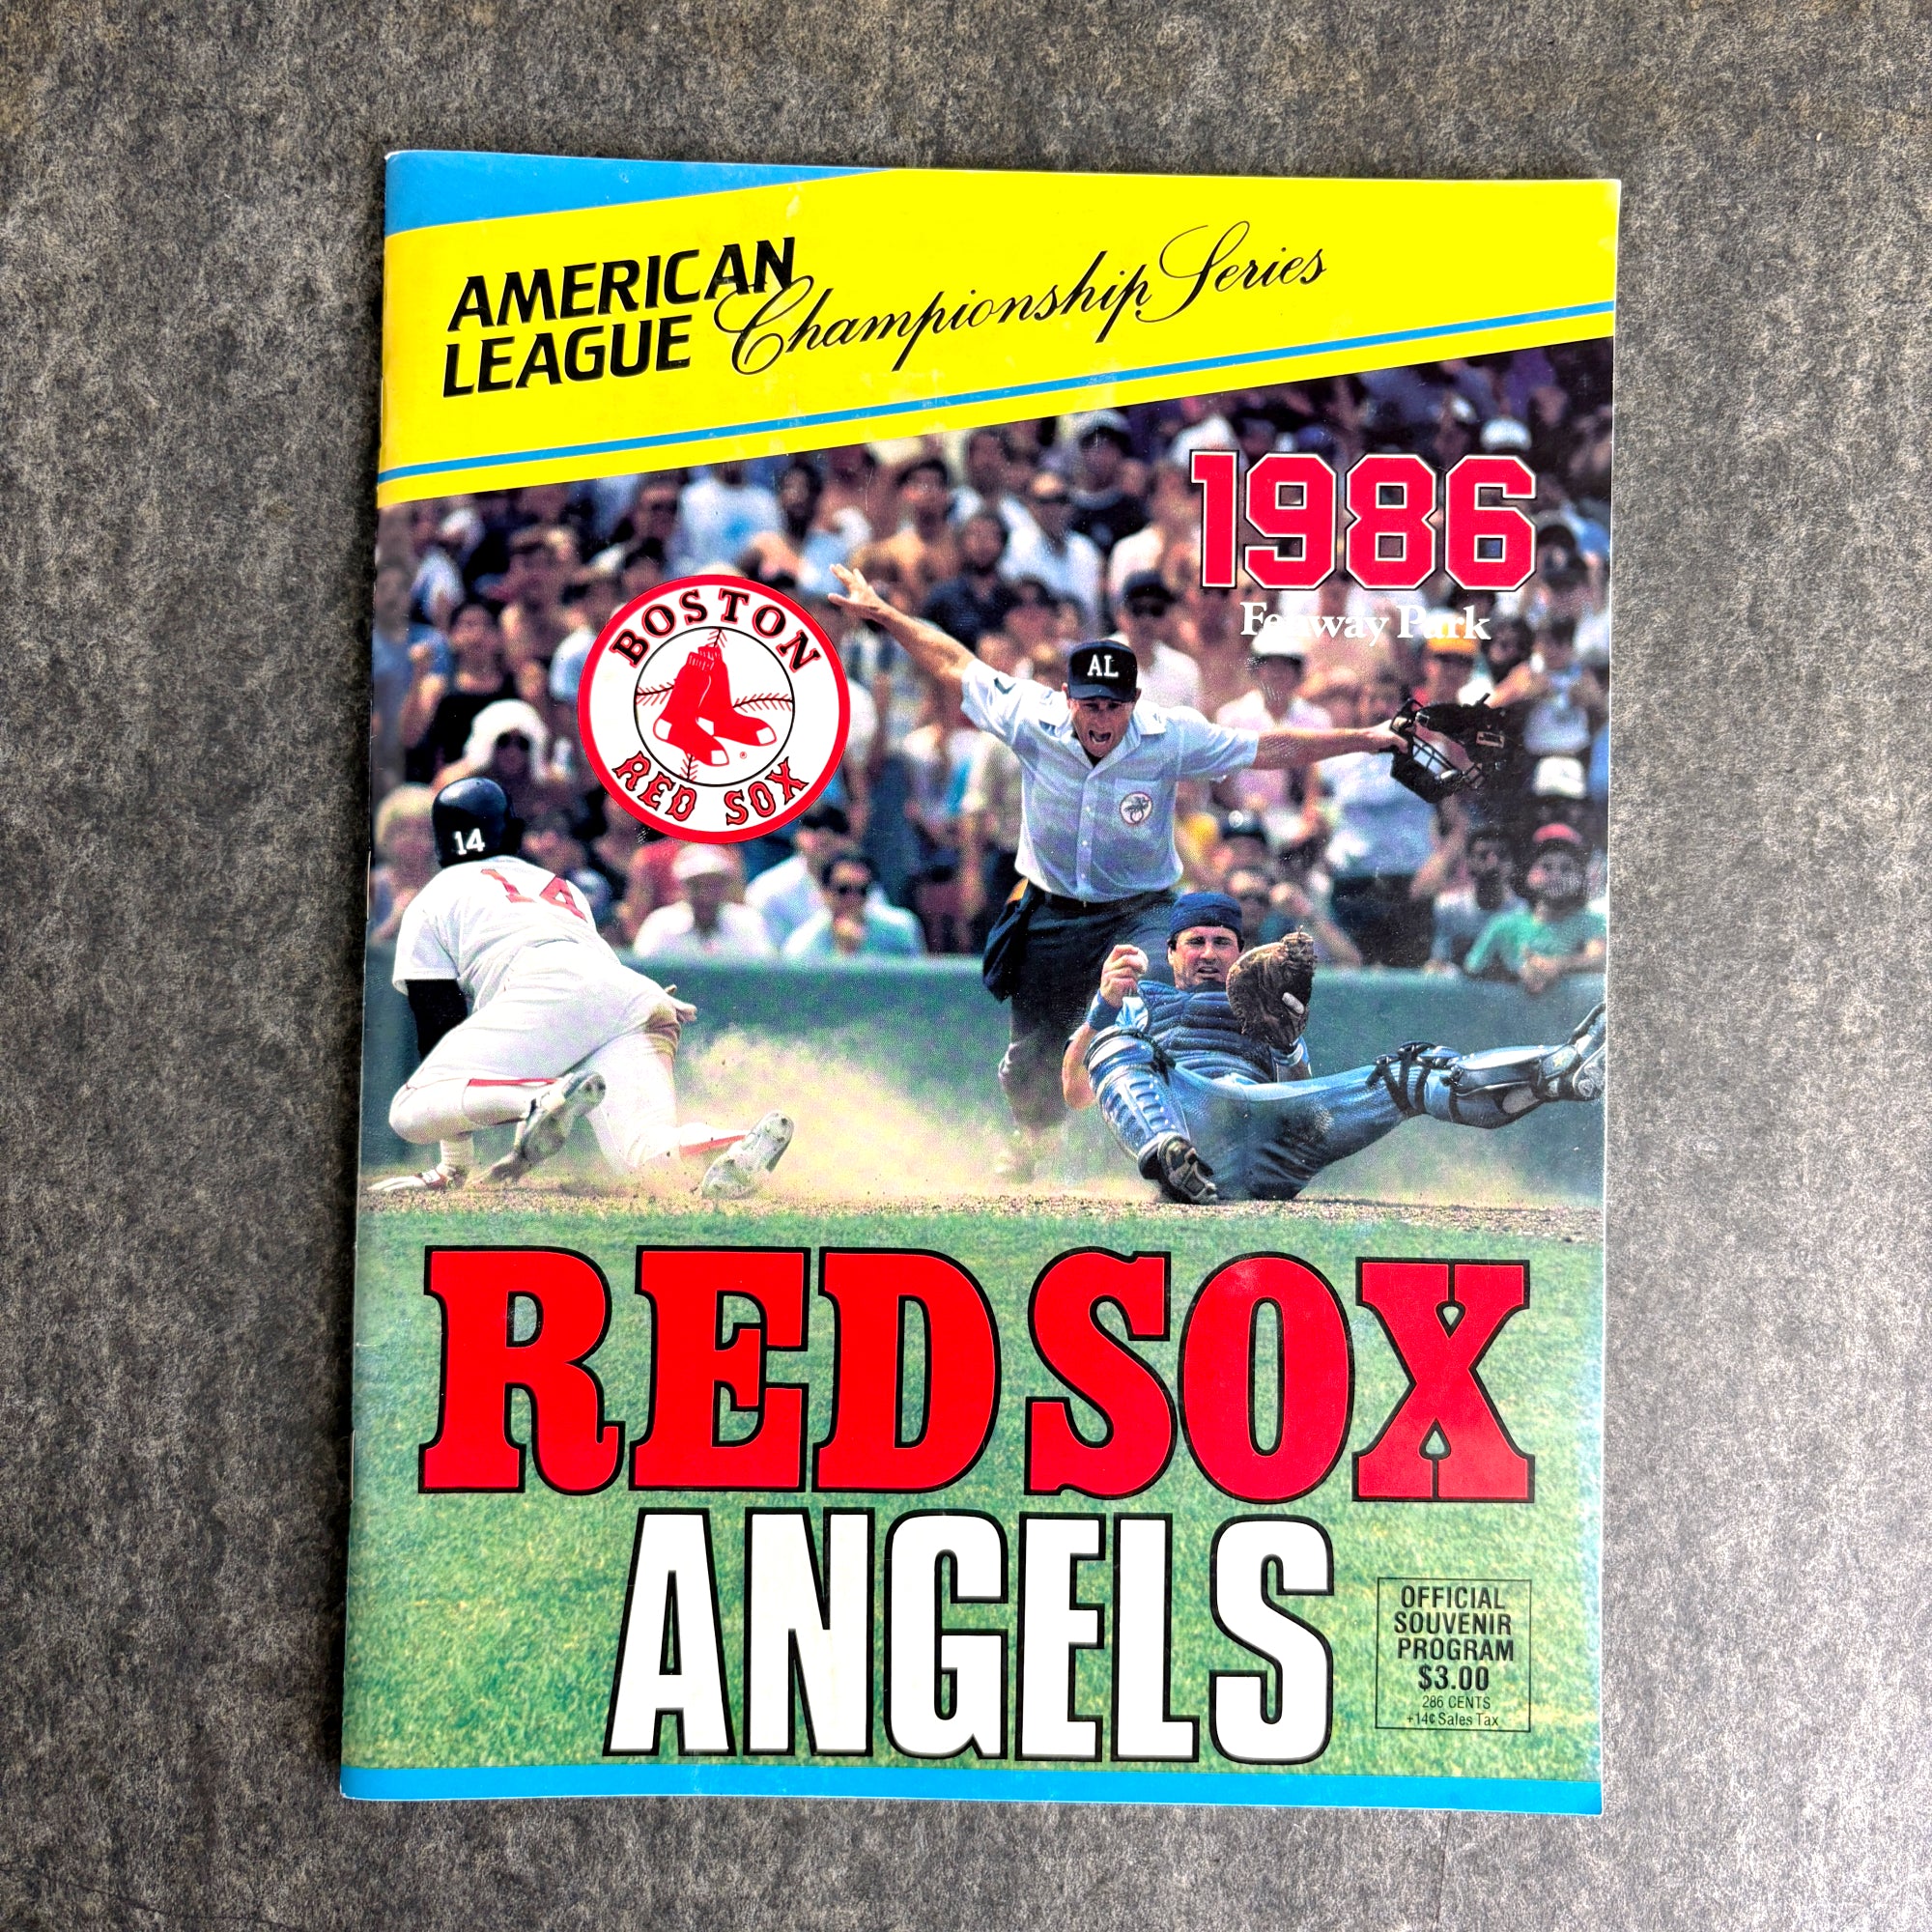 AMERICAN
LEAGUE Championship Series
1986
Fenway Park
BOSTON
RED SOX
®
AL
14
14
RED SOX
ANGELS
OFFICIAL
SOUVENIR
PROGRAM
$3.00
286 CENTS
+14¢ Sales Tax